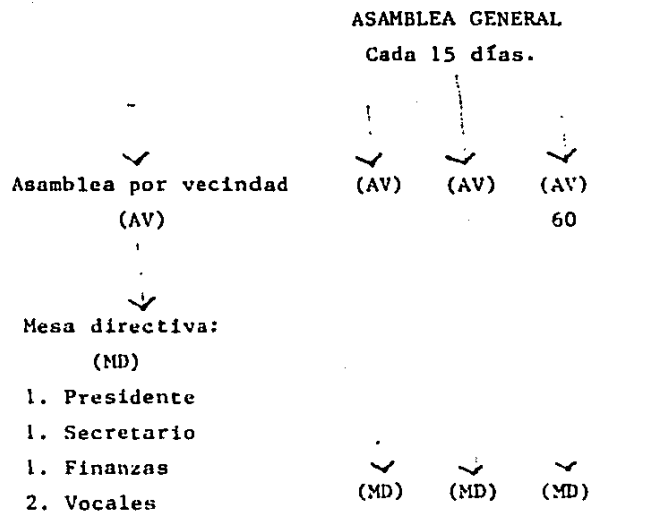 ASAMBLEA GENERAL
Cada 15 días.
Asamblea por vecindad (AV) (AV) (AV)
(AV) 60
Mesa directiva:
(MD)
1. Presidente
1. Secretario
1. Finanzas
2. Vocales (MD) (MD) (MD)